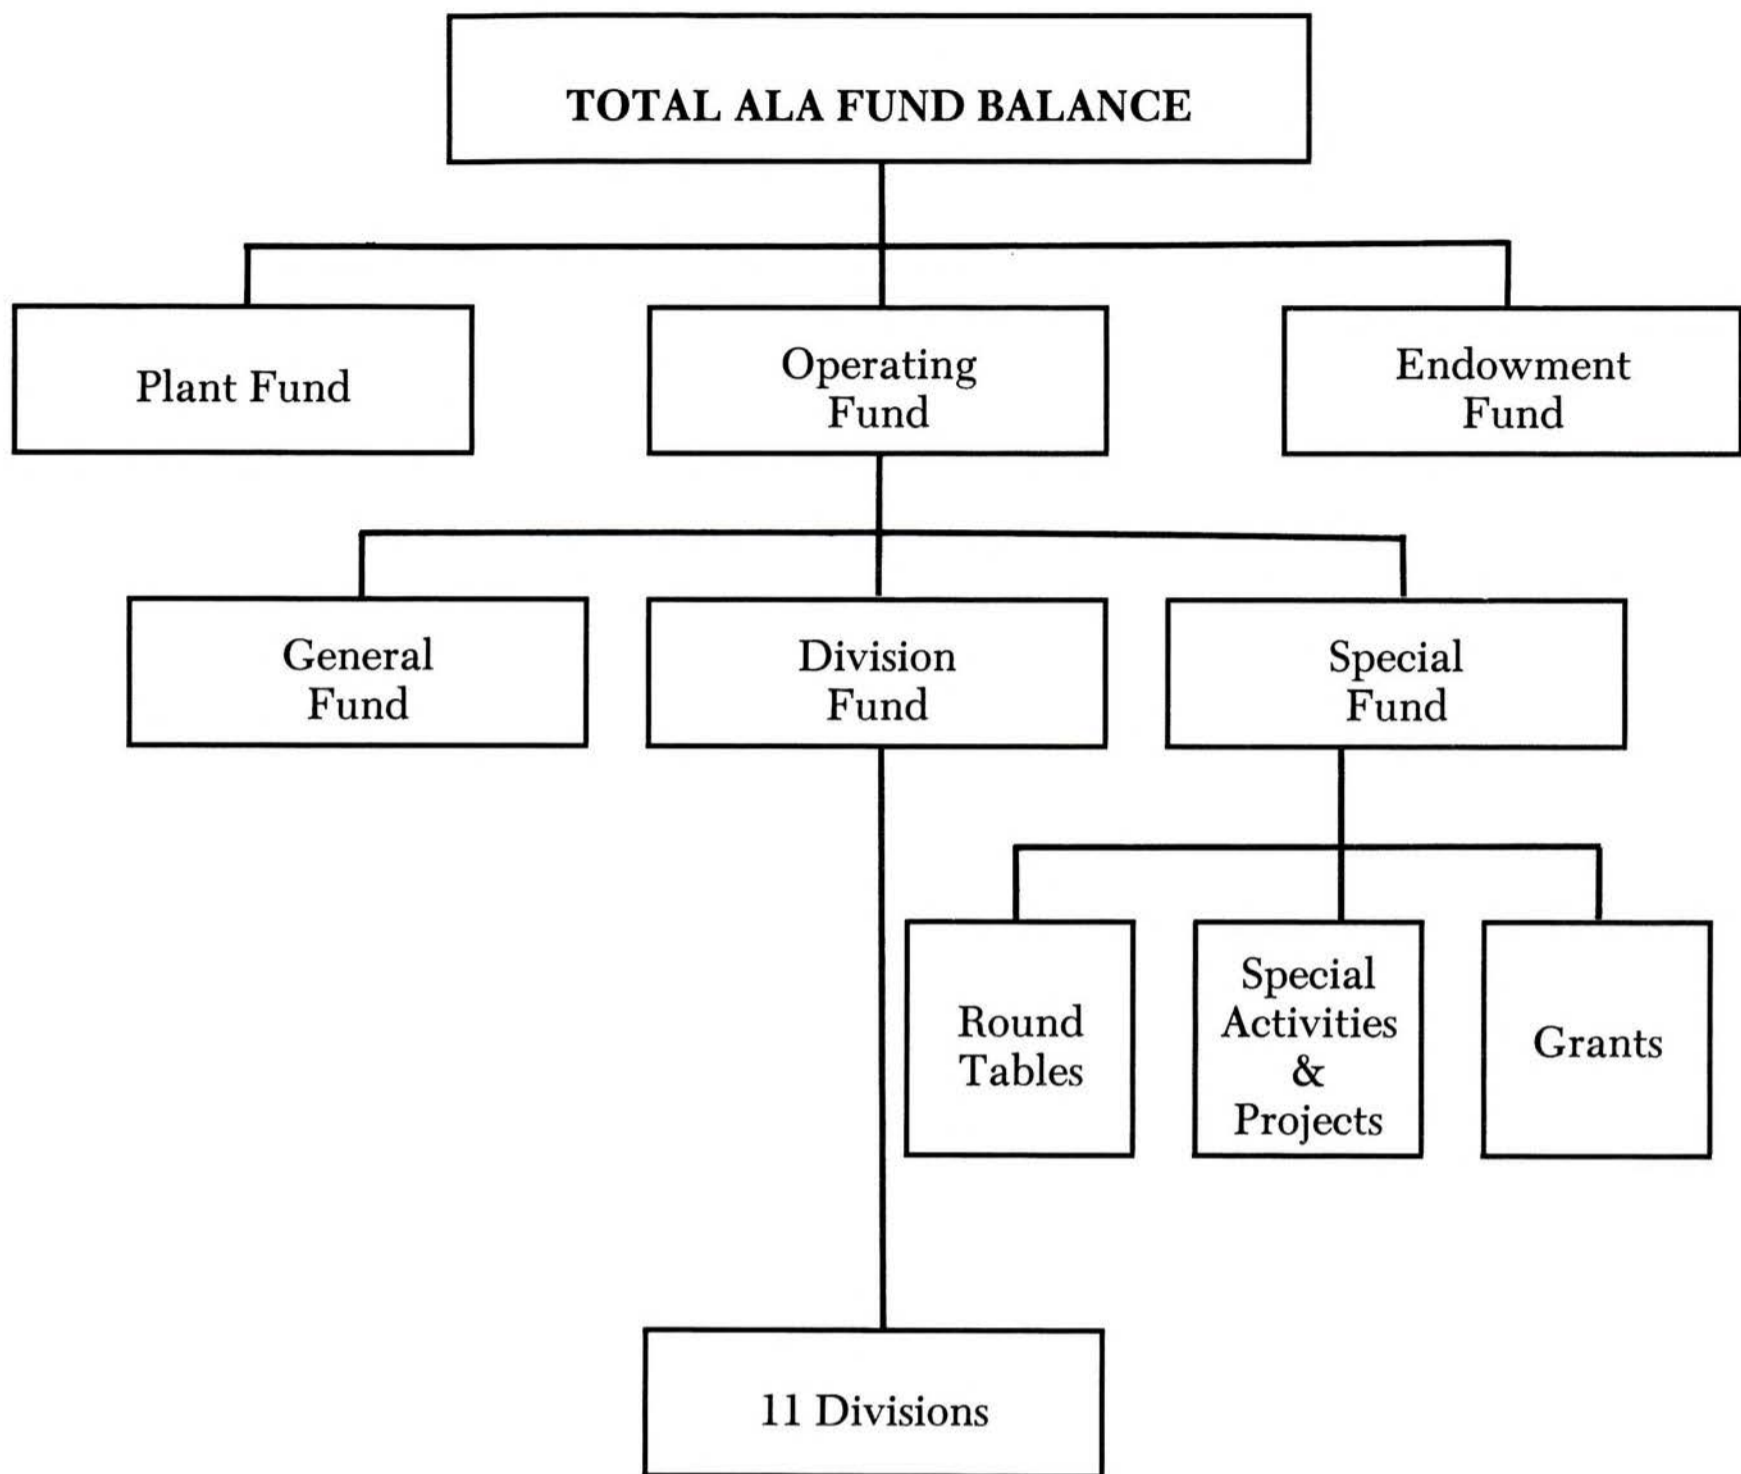 TOTAL ALA FUND BALANCE
Plant Fund
Operating
Fund
Endowment
Fund
General
Fund
Division
Fund
Special
Fund
Round
Tables
Special
Activities
&
Projects
Grants
11 Divisions